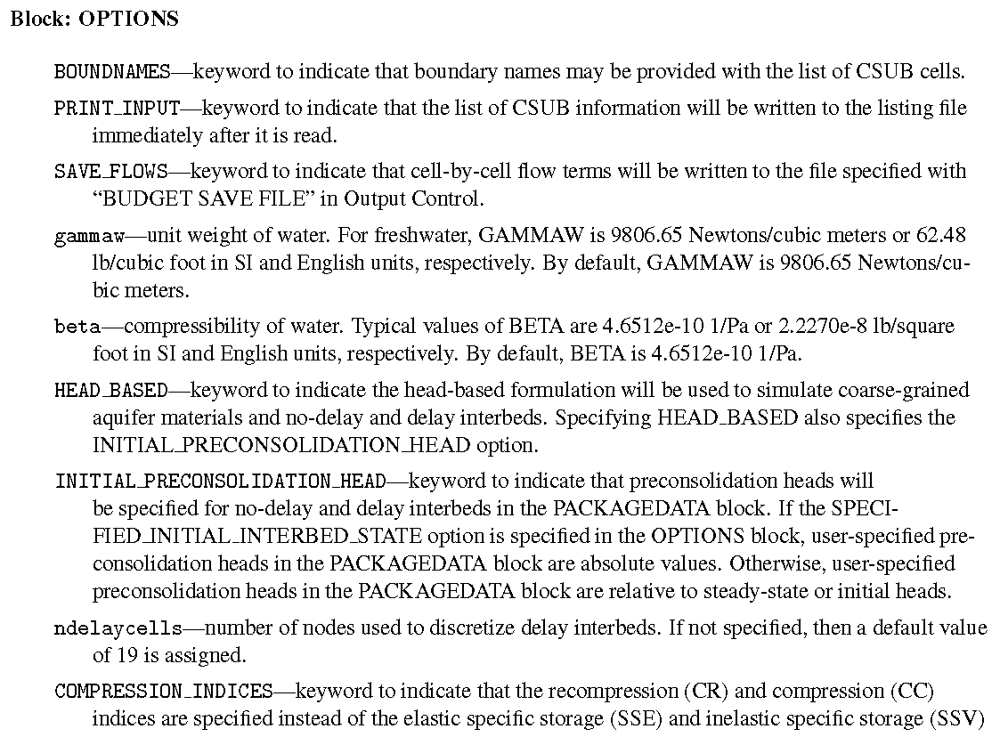 Block: OPTIONS
BOUNDNAMES—keyword to indicate that boundary names may be provided with the list of CSUB cells.
PRINT_INPUT—keyword to indicate that the list of CSUB information will be written to the listing file
immediately after it is read.
SAVE_FLOWS—keyword to indicate that cell-by-cell flow terms will be written to the file specified with
“BUDGET SAVE FILE” in Output Control.
gammaw—unit weight of water. For freshwater, GAMMAW is 9806.65 Newtons/cubic meters or 62.48
lb/cubic foot in SI and English units, respectively. By default, GAMMAW is 9806.65 Newtons/cu-
bic meters.
beta—compressibility of water. Typical values of BETA are 4.6512e-10 1/Pa or 2.2270e-8 lb/square
foot in SI and English units, respectively. By default, BETA is 4.6512e-10 1/Pa.
HEAD_BASED—keyword to indicate the head-based formulation will be used to simulate coarse-grained
aquifer materials and no-delay and delay interbeds. Specifying HEAD_BASED also specifies the
INITIAL_PRECONSOLIDATION_HEAD option.
INITIAL_PRECONSOLIDATION_HEAD—keyword to indicate that preconsolidation heads will
be specified for no-delay and delay interbeds in the PACKAGEDATA block. If the SPECI-
FIED_INITIAL_INTERBED_STATE option is specified in the OPTIONS block, user-specified pre-
consolidation heads in the PACKAGEDATA block are absolute values. Otherwise, user-specified
preconsolidation heads in the PACKAGEDATA block are relative to steady-state or initial heads.
ndelaycells—number of nodes used to discretize delay interbeds. If not specified, then a default value
of 19 is assigned.
COMPRESSION_INDICES—keyword to indicate that the recompression (CR) and compression (CC)
indices are specified instead of the elastic specific storage (SSE) and inelastic specific storage (SSV)